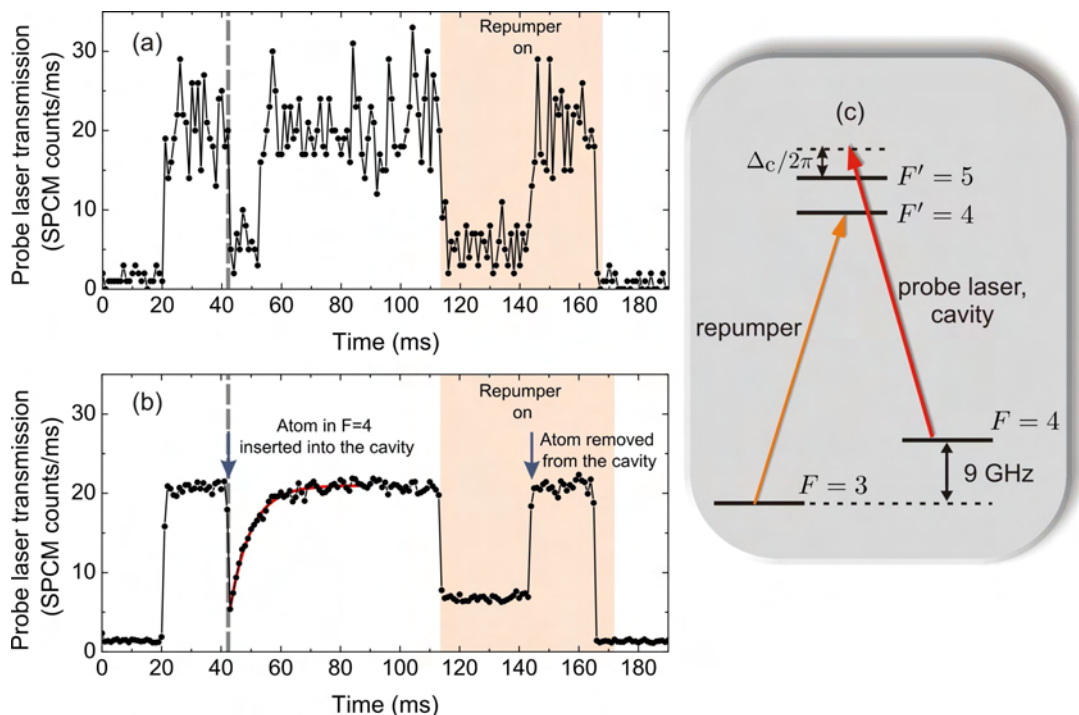 (a)
Repumper
on
Probe laser transmission
(SPCM counts/ms)
30
20
10
0
0 20 40 60 80 100 120 140 160 180
Time (ms)
(b)
Repumper
on
Atom in F=4
inserted into the cavity
Atom removed
from the cavity
Probe laser transmission
(SPCM counts/ms)
30
20
10
0
0 20 40 60 80 100 120 140 160 180
Time (ms)
(c)
Δc/2π
F′ = 5
F′ = 4
probe laser,
cavity
repumper
F = 4
9 GHz
F = 3